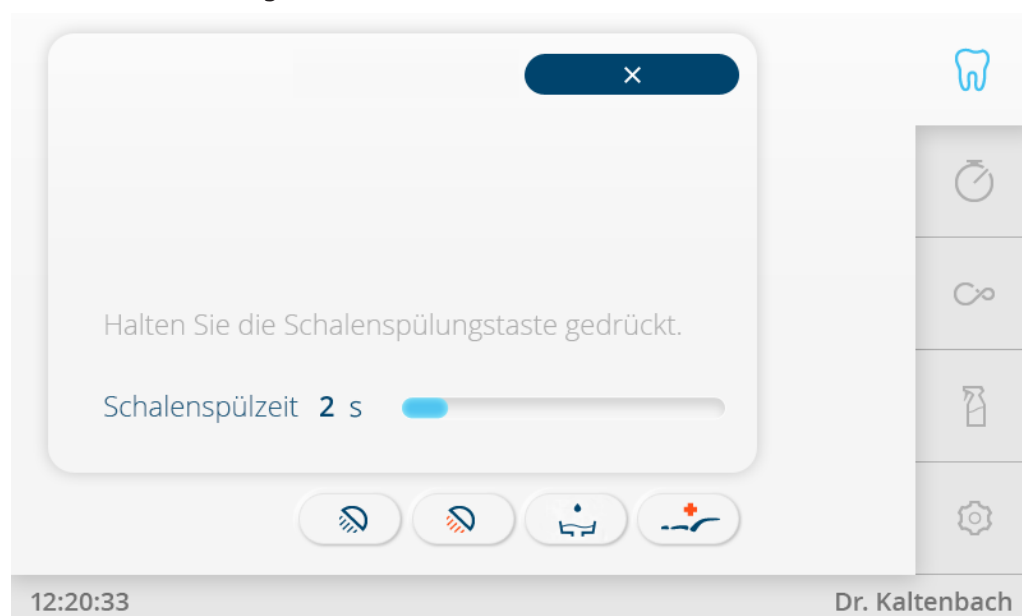 Halten Sie die Schalenspülungstaste gedrückt.
Schalenspülzeit 2 s
12:20:33 Dr. Kaltenbach